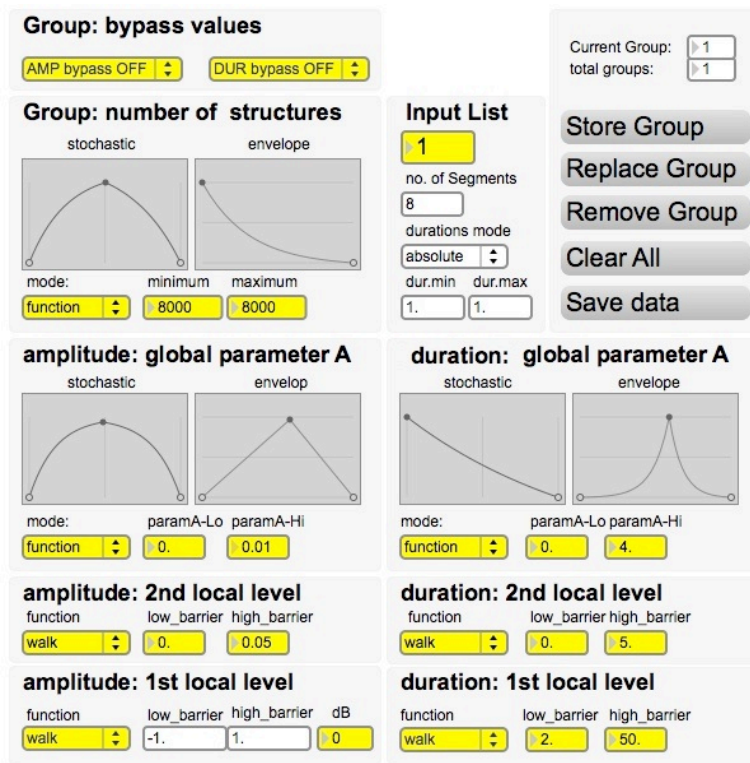 Group: bypass values
AMP bypass OFF DUR bypass OFF
Current Group: 1
total groups: 1
Group: number of structures
stochastic envelope
mode: minimum maximum
function 8000 8000
Input List
1
no. of Segments
8
durations mode
absolute
dur.min dur.max
1. 1.
Store Group
Replace Group
Remove Group
Clear All
Save data
amplitude: global parameter A
stochastic envelop
mode: paramA-Lo paramA-Hi
function 0. 0.01
duration: global parameter A
stochastic envelope
mode: paramA-Lo paramA-Hi
function 0. 4.
amplitude: 2nd local level
function low_barrier high_barrier
walk 0. 0.05
duration: 2nd local level
function low_barrier high_barrier
walk 0. 5.
amplitude: 1st local level
function low_barrier high_barrier dB
walk -1. 1. 0
duration: 1st local level
function low_barrier high_barrier
walk 2. 50.